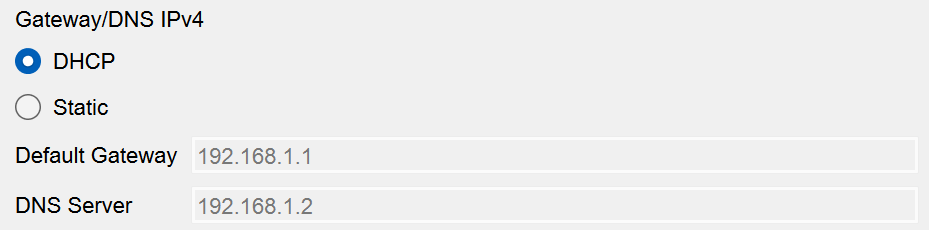 Gateway/DNS IPv4
DHCP
Static
Default Gateway 192.168.1.1
DNS Server 192.168.1.2